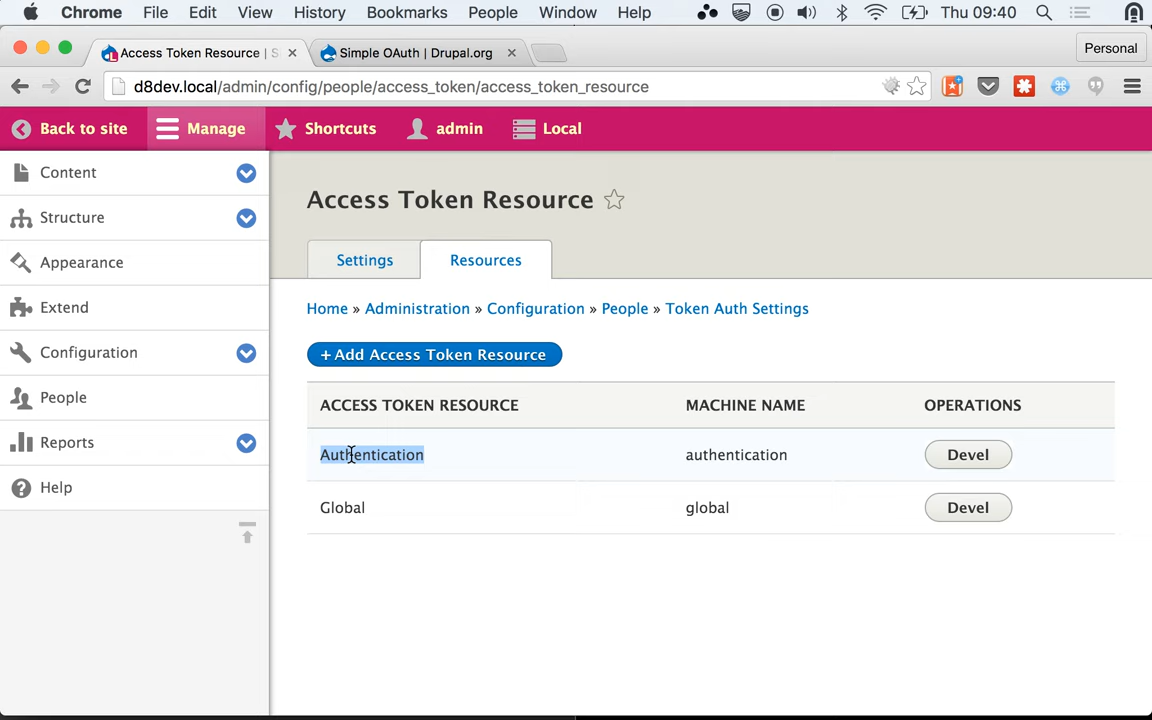 Chrome File Edit View History Bookmarks People Window Help Thu 09:40
Access Token Resource | S Simple OAuth | Drupal.org Personal
d8dev.local/admin/config/people/access_token/access_token_resource
Back to site Manage Shortcuts admin Local
Content
Structure
Appearance
Extend
Configuration
People
Reports
Help
Access Token Resource
Settings Resources
Home » Administration » Configuration » People » Token Auth Settings
+ Add Access Token Resource
ACCESS TOKEN RESOURCE MACHINE NAME OPERATIONS
Authentication authentication Devel
Global global Devel